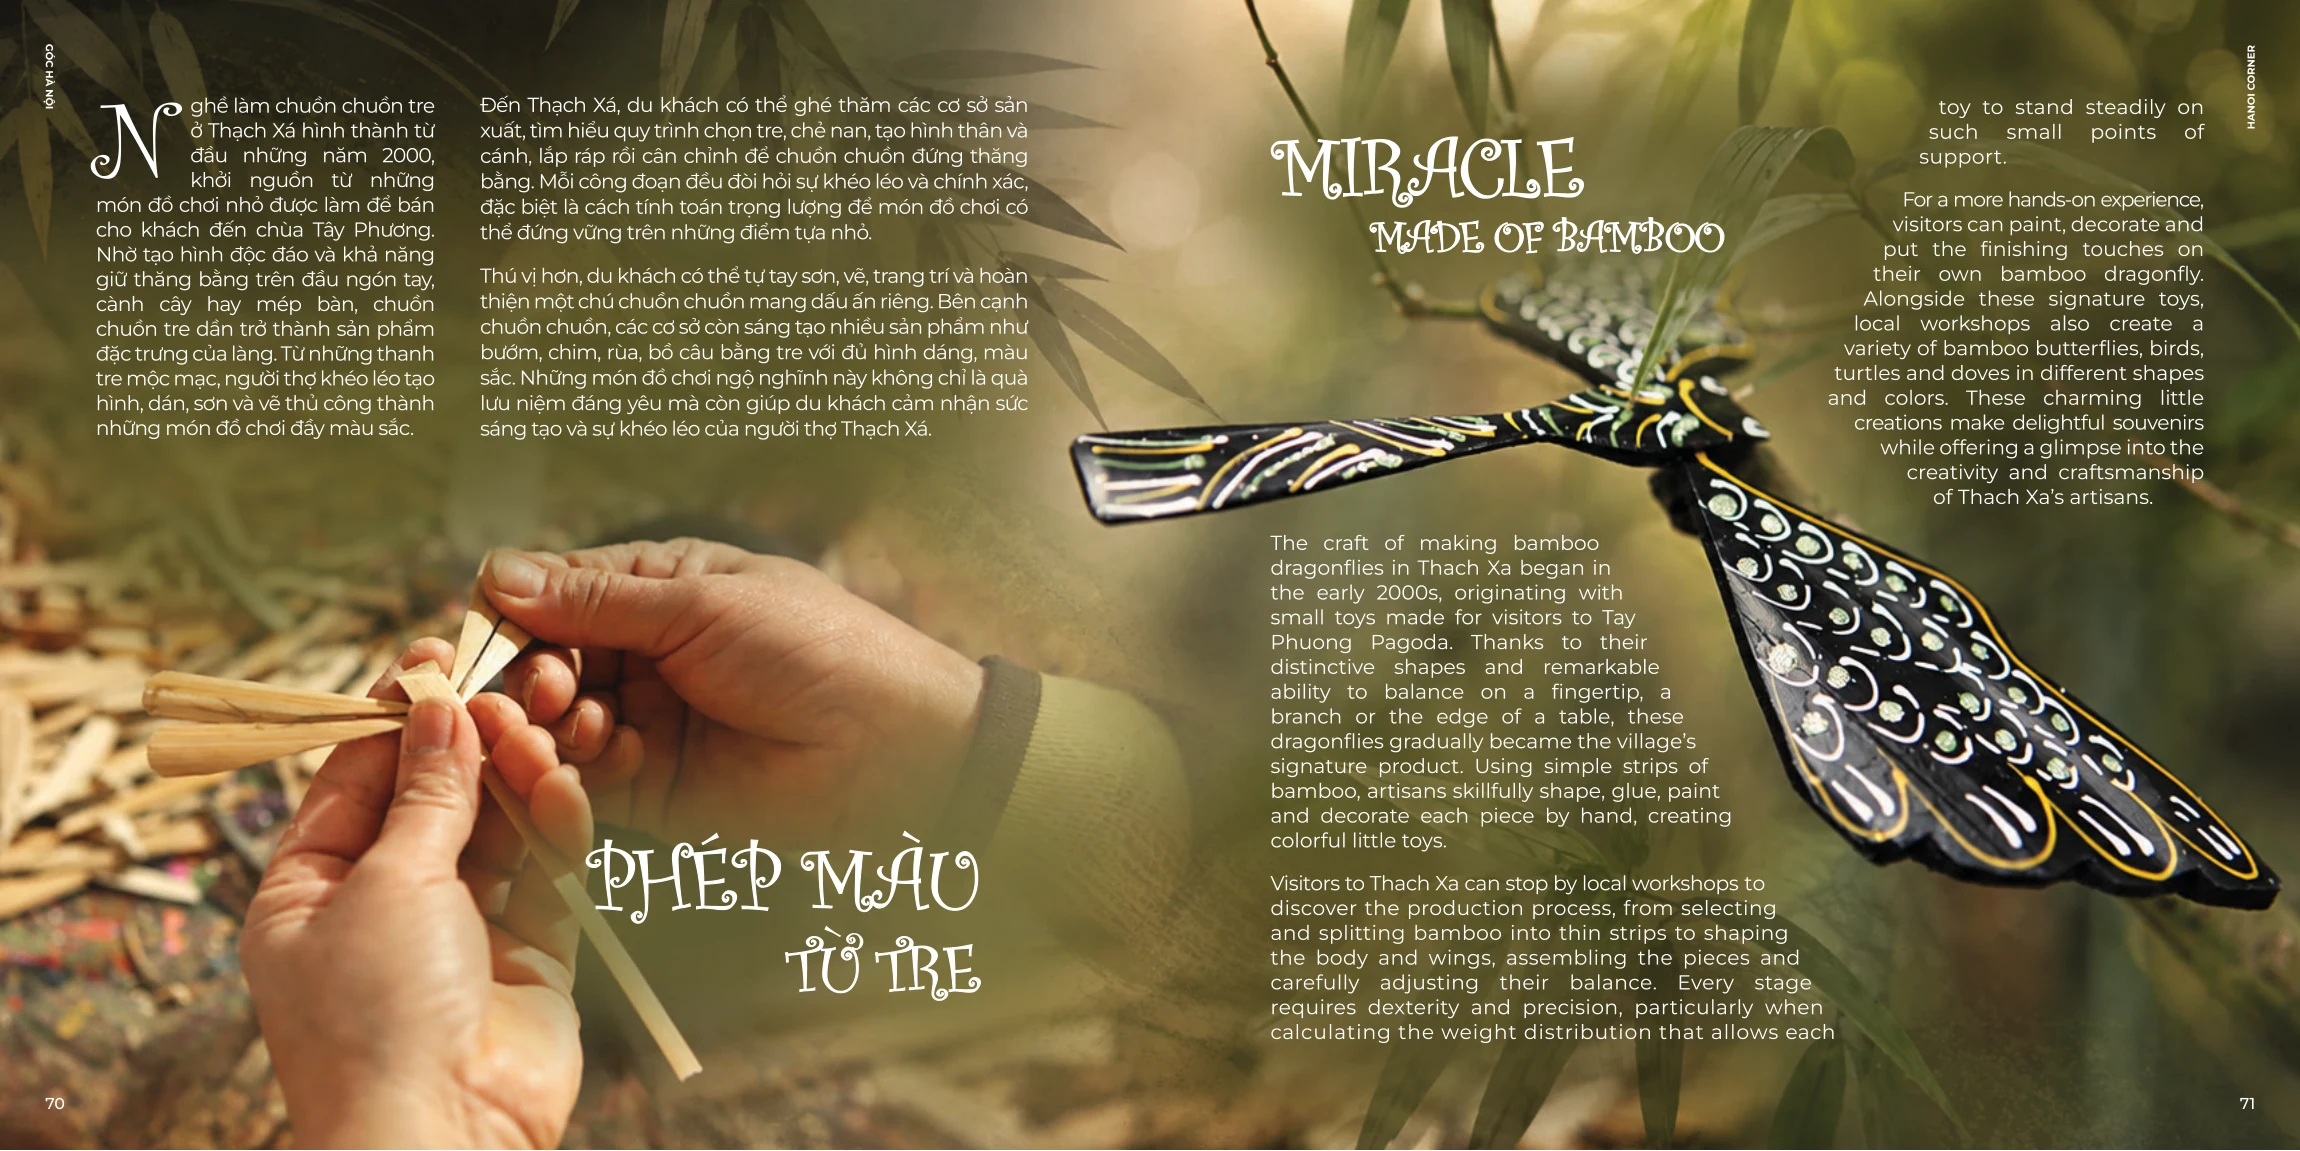 GÓC HÀ NỘI
Nghề làm chuồn chuồn tre
ở Thạch Xá hình thành từ
đầu những năm 2000,
khởi nguồn từ những
món đồ chơi nhỏ được làm để bán
cho khách đến chùa Tây Phương.
Nhờ tạo hình độc đáo và khả năng
giữ thăng bằng trên đầu ngón tay,
cành cây hay mép bàn, chuồn
chuồn tre dần trở thành sản phẩm
đặc trưng của làng. Từ những thanh
tre mộc mạc, người thợ khéo léo tạo
hình, dán, sơn và vẽ thủ công thành
những món đồ chơi đầy màu sắc.
Đến Thạch Xá, du khách có thể ghé thăm các cơ sở sản
xuất, tìm hiểu quy trình chọn tre, chẻ nan, tạo hình thân và
cánh, lắp ráp rồi cân chỉnh để chuồn chuồn đứng thăng
bằng. Mỗi công đoạn đều đòi hỏi sự khéo léo và chính xác,
đặc biệt là cách tính toán trọng lượng để món đồ chơi có
thể đứng vững trên những điểm tựa nhỏ.
Thú vị hơn, du khách có thể tự tay sơn, vẽ, trang trí và hoàn
thiện một chú chuồn chuồn mang dấu ấn riêng. Bên cạnh
chuồn chuồn, các cơ sở còn sáng tạo nhiều sản phẩm như
bướm, chim, rùa, bồ câu bằng tre với đủ hình dáng, màu
sắc. Những món đồ chơi ngộ nghĩnh này không chỉ là quà
lưu niệm đáng yêu mà còn giúp du khách cảm nhận sức
sáng tạo và sự khéo léo của người thợ Thạch Xá.
PHÉP MÀU
TỪ TRE
70
MIRACLE
MADE OF BAMBOO
The craft of making bamboo
dragonflies in Thach Xa began in
the early 2000s, originating with
small toys made for visitors to Tay
Phuong Pagoda. Thanks to their
distinctive shapes and remarkable
ability to balance on a fingertip, a
branch or the edge of a table, these
dragonflies gradually became the village’s
signature product. Using simple strips of
bamboo, artisans skillfully shape, glue, paint
and decorate each piece by hand, creating
colorful little toys.
Visitors to Thach Xa can stop by local workshops to
discover the production process, from selecting
and splitting bamboo into thin strips to shaping
the body and wings, assembling the pieces and
carefully adjusting their balance. Every stage
requires dexterity and precision, particularly when
calculating the weight distribution that allows each
toy to stand steadily on
such small points of
support.
For a more hands-on experience,
visitors can paint, decorate and
put the finishing touches on
their own bamboo dragonfly.
Alongside these signature toys,
local workshops also create a
variety of bamboo butterflies, birds,
turtles and doves in different shapes
and colors. These charming little
creations make delightful souvenirs
while offering a glimpse into the
creativity and craftsmanship
of Thach Xa’s artisans.
HANOI CORNER
71